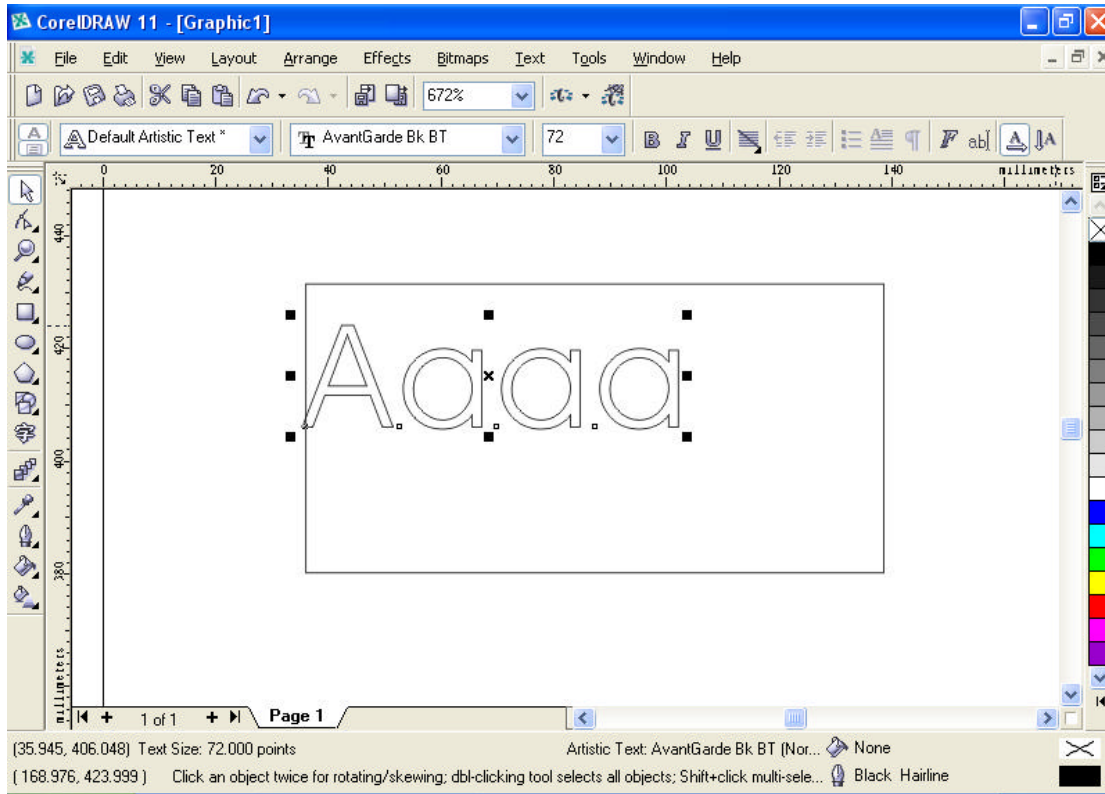 CorelDRAW 11 - [Graphic1]
File Edit View Layout Arrange Effects Bitmaps Text Tools Window Help
672%
Default Artistic Text * AvantGarde Bk BT 72 B I U F ab
0 20 40 60 80 100 120 140 millimeters
440
Aaaa
420
400
字
380
millimeters
1 of 1 Page 1
(35.945, 406.048) Text Size: 72.000 points Artistic Text: AvantGarde Bk BT (Nor... None
( 168.976, 423.999 ) Click an object twice for rotating/skewing; dbl-clicking tool selects all objects; Shift+click multi-sele... Black Hairline